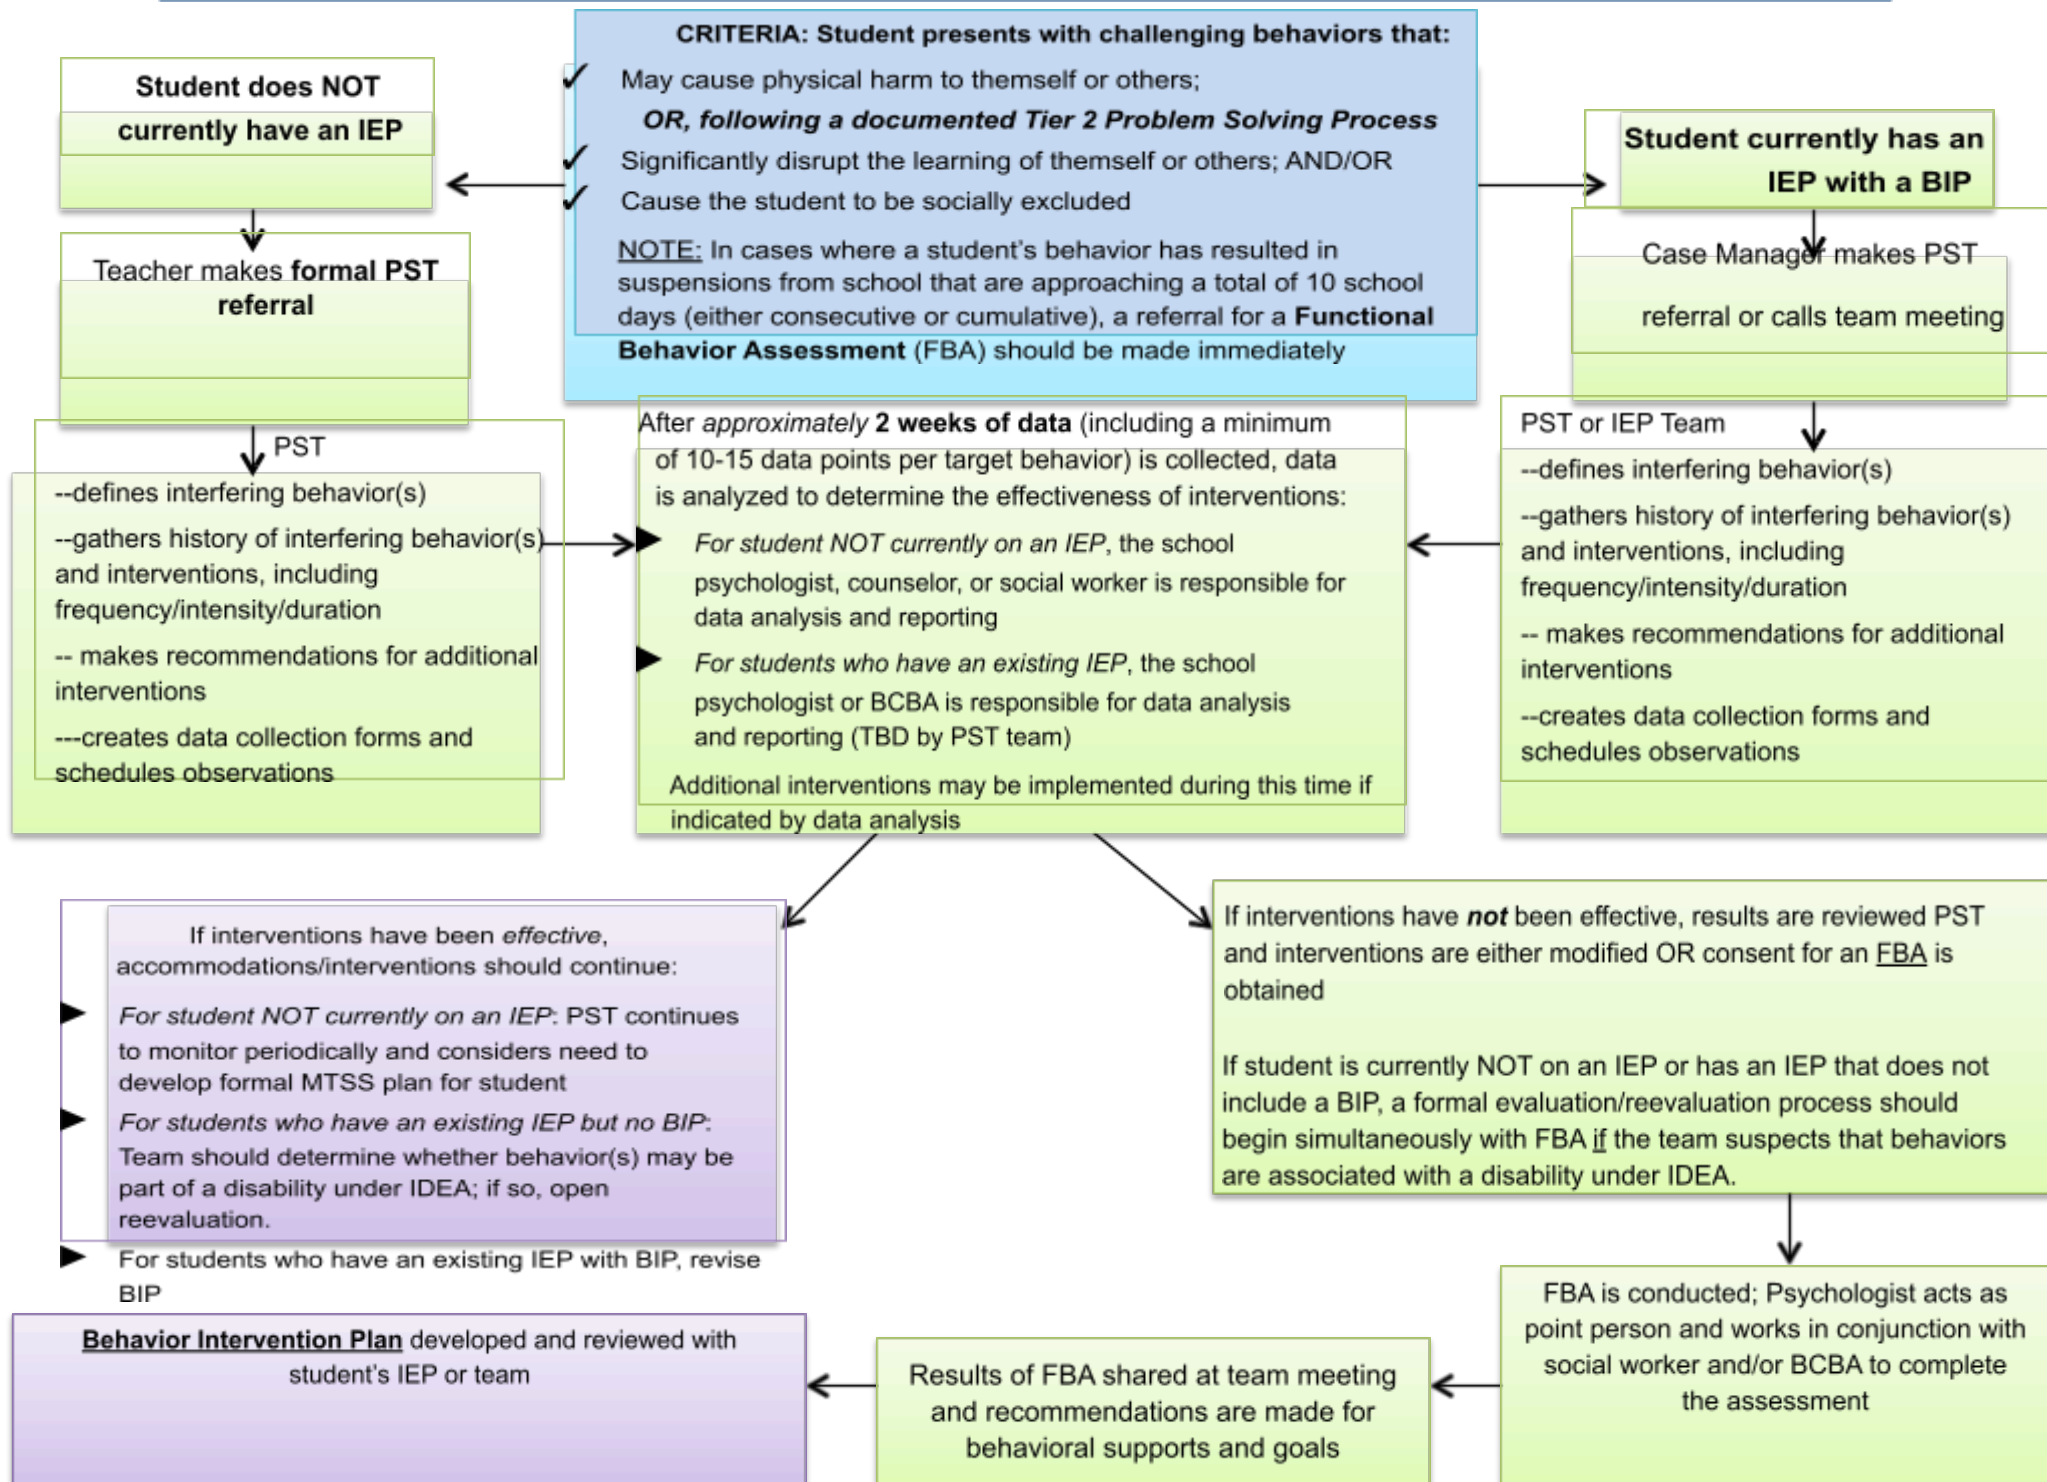 CRITERIA: Student presents with challenging behaviors that:
✓ May cause physical harm to themself or others;
OR, following a documented Tier 2 Problem Solving Process
✓ Significantly disrupt the learning of themself or others; AND/OR
✓ Cause the student to be socially excluded
NOTE: In cases where a student's behavior has resulted in
suspensions from school that are approaching a total of 10 school
days (either consecutive or cumulative), a referral for a Functional
Behavior Assessment (FBA) should be made immediately
Student does NOT
currently have an IEP
Teacher makes formal PST
referral
PST
--defines interfering behavior(s)
--gathers history of interfering behavior(s)
and interventions, including
frequency/intensity/duration
-- makes recommendations for additional
interventions
---creates data collection forms and
schedules observations
Student currently has an
IEP with a BIP
Case Manager makes PST
referral or calls team meeting
PST or IEP Team
--defines interfering behavior(s)
--gathers history of interfering behavior(s)
and interventions, including
frequency/intensity/duration
-- makes recommendations for additional
interventions
--creates data collection forms and
schedules observations
After approximately 2 weeks of data (including a minimum
of 10-15 data points per target behavior) is collected, data
is analyzed to determine the effectiveness of interventions:
► For student NOT currently on an IEP, the school
psychologist, counselor, or social worker is responsible for
data analysis and reporting
► For students who have an existing IEP, the school
psychologist or BCBA is responsible for data analysis
and reporting (TBD by PST team)
Additional interventions may be implemented during this time if
indicated by data analysis
If interventions have been effective,
accommodations/interventions should continue:
► For student NOT currently on an IEP: PST continues
to monitor periodically and considers need to
develop formal MTSS plan for student
► For students who have an existing IEP but no BIP:
Team should determine whether behavior(s) may be
part of a disability under IDEA; if so, open
reevaluation.
► For students who have an existing IEP with BIP, revise
BIP
If interventions have not been effective, results are reviewed PST
and interventions are either modified OR consent for an FBA is
obtained
If student is currently NOT on an IEP or has an IEP that does not
include a BIP, a formal evaluation/reevaluation process should
begin simultaneously with FBA if the team suspects that behaviors
are associated with a disability under IDEA.
FBA is conducted; Psychologist acts as
point person and works in conjunction with
social worker and/or BCBA to complete
the assessment
Results of FBA shared at team meeting
and recommendations are made for
behavioral supports and goals
Behavior Intervention Plan developed and reviewed with
student's IEP or team